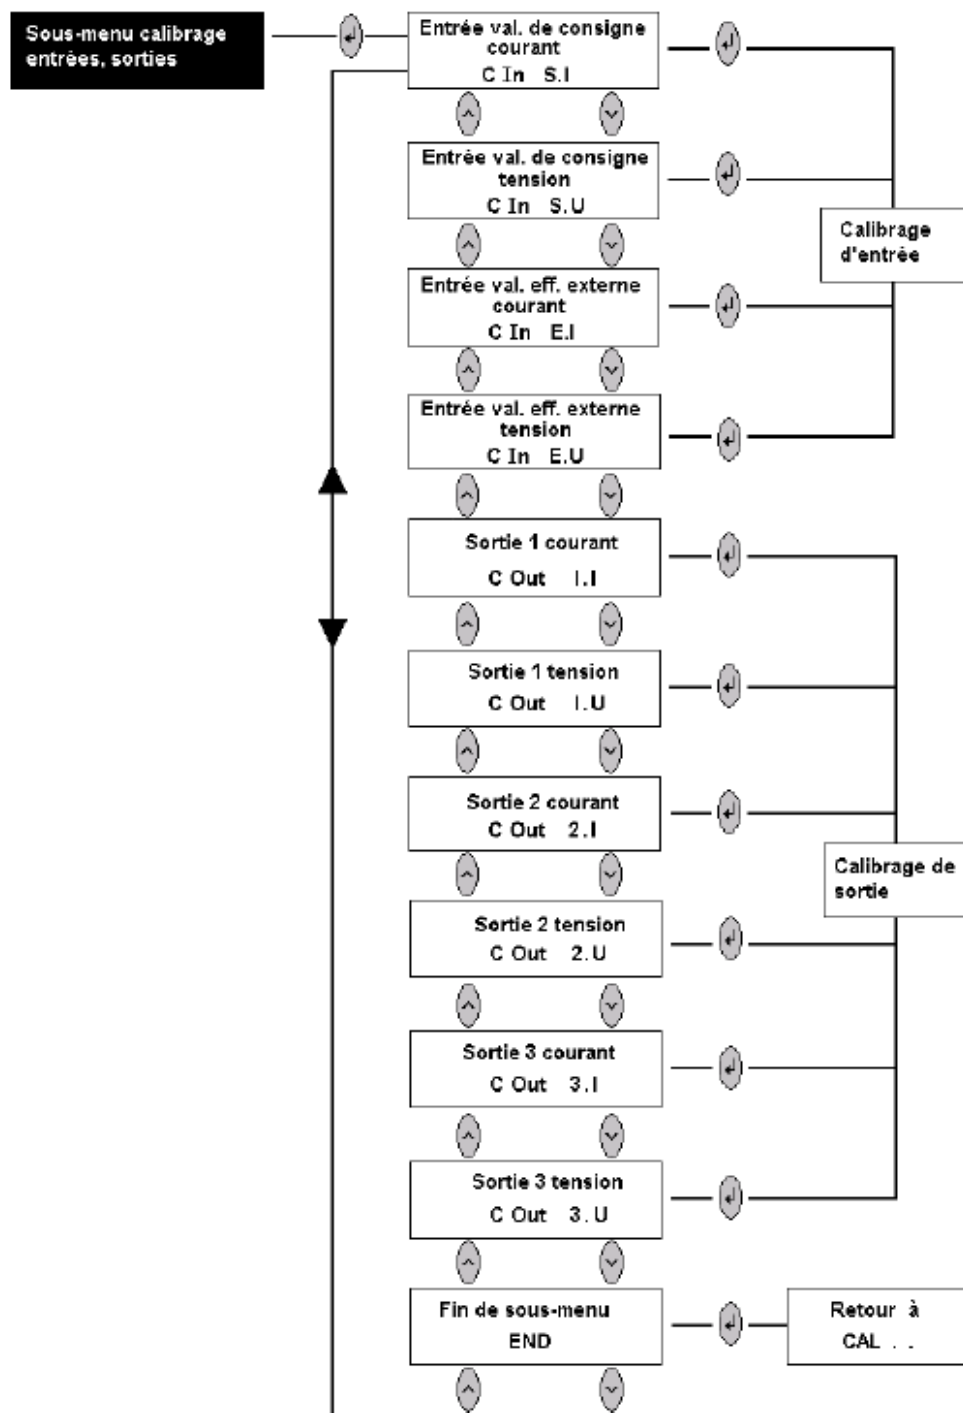 Sous-menu calibrage
entrées, sorties
Entrée val. de consigne
courant
C In S.I
Entrée val. de consigne
tension
C In S.U
Calibrage
d'entrée
Entrée val. eff. externe
courant
C In E.I
Entrée val. eff. externe
tension
C In E.U
Sortie 1 courant
C Out I.I
Sortie 1 tension
C Out I.U
Sortie 2 courant
C Out 2.I
Calibrage de
sortie
Sortie 2 tension
C Out 2.U
Sortie 3 courant
C Out 3.I
Sortie 3 tension
C Out 3.U
Fin de sous-menu
END
Retour à
CAL . .